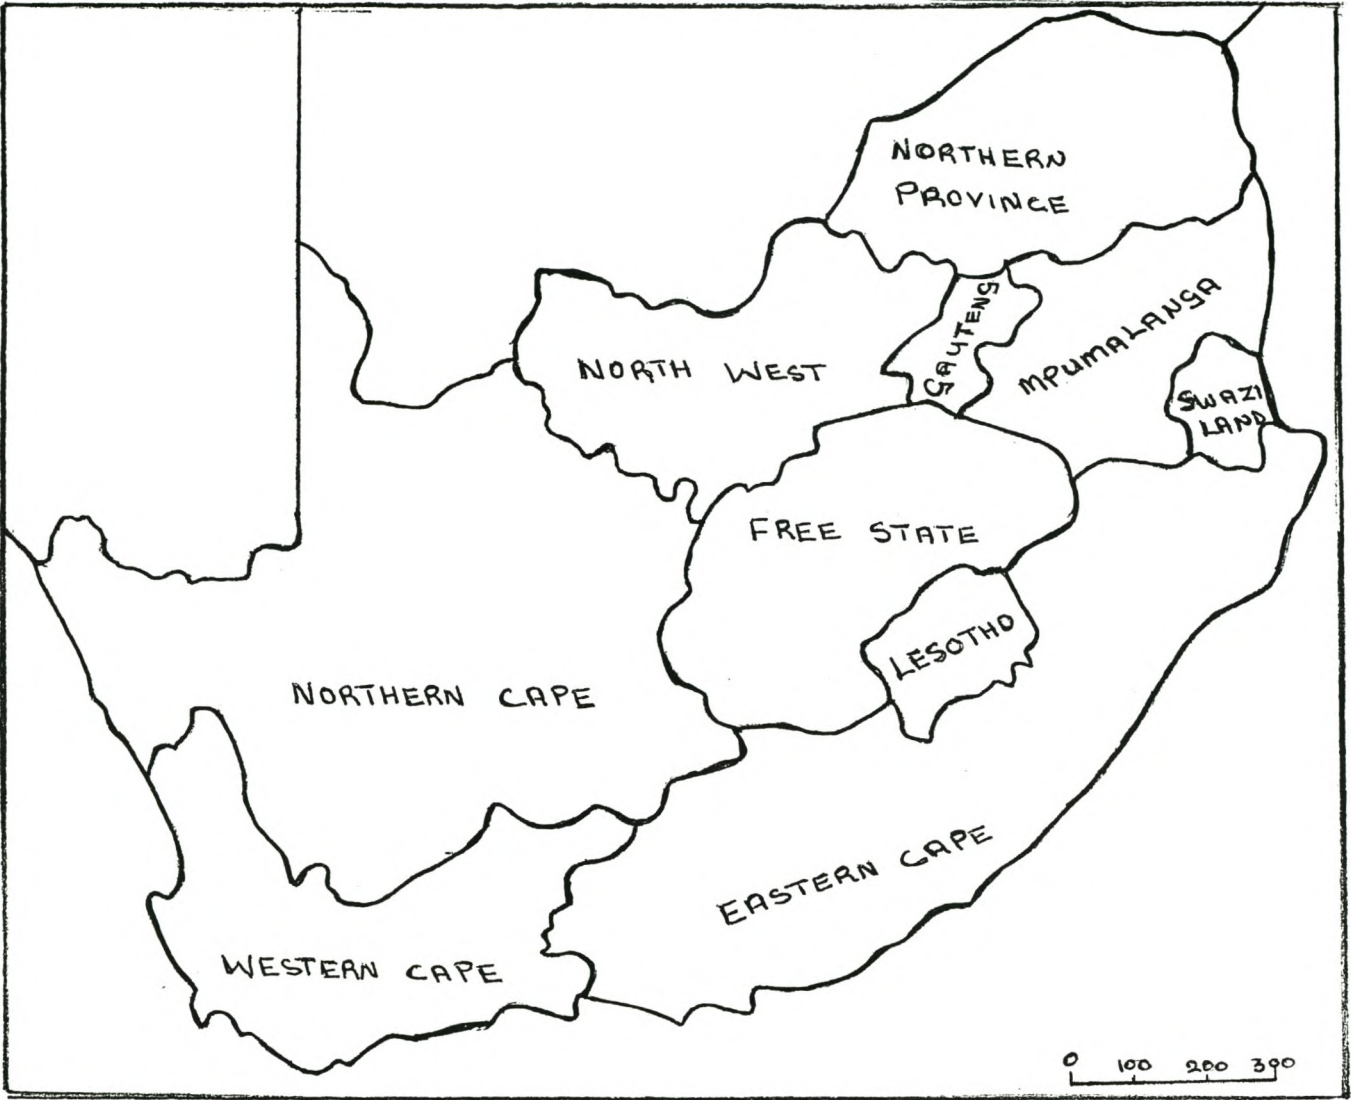 NORTHERN
PROVINCE
GAUTENG
MPUMALANGA
NORTH WEST
SWAZI
LAND
FREE STATE
LESOTHO
NORTHERN CAPE
EASTERN CAPE
WESTERN CAPE
0 100 200 300